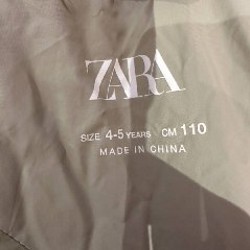 ZARA
SIZE 4-5 YEARS CM 110
MADE IN CHINA